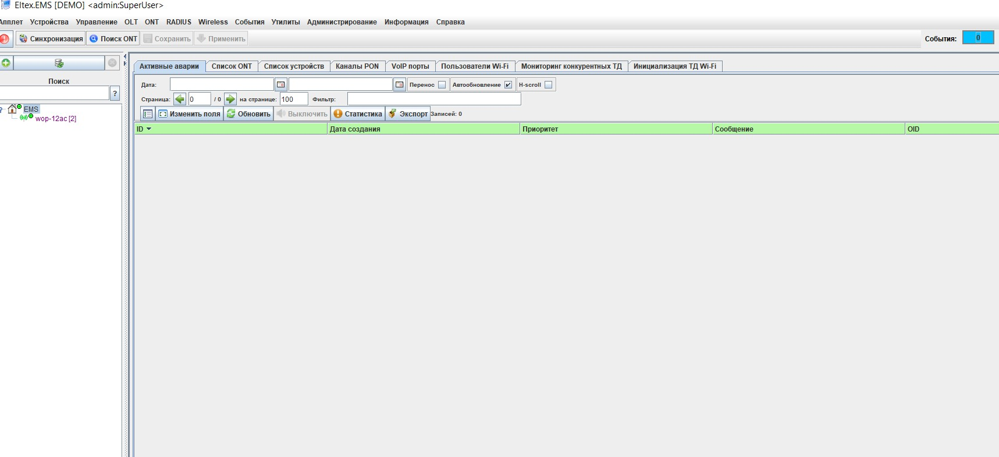 Eltex.EMS [DEMO] <admin:SuperUser>
Апплет Устройства Управление OLT ONT RADIUS Wireless События Утилиты Администрирование Информация Справка
Синхронизация Поиск ONT Сохранить Применить События: 0
Активные аварии Список ONT Список устройств Каналы PON VoIP порты Пользователи Wi-Fi Мониторинг конкурентных ТД Инициализация ТД Wi-Fi
Поиск
?
Дата: Перенос Автообновление H-scroll
Страница: 0 / 0 на странице: 100 Фильтр:
EMS
wop-12ac [2]
Изменить поля Обновить Выключить Статистика Экспорт Записей: 0
ID Дата создания Приоритет Сообщение OID